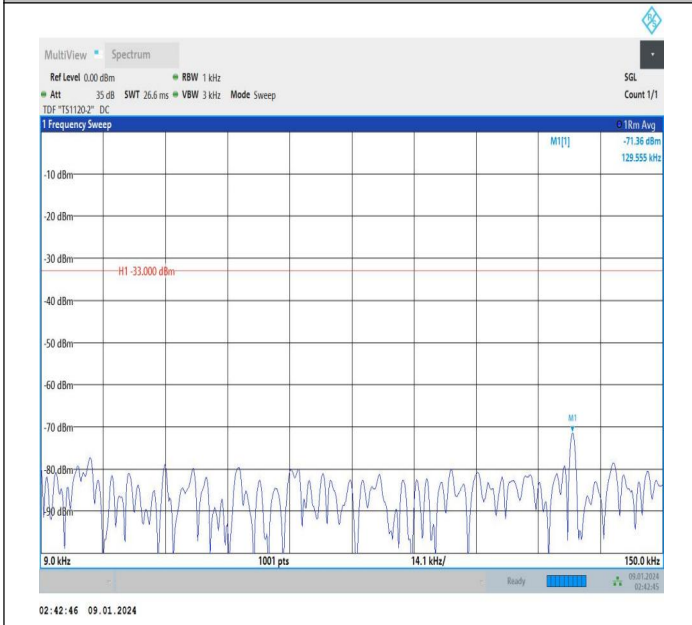 R&S
MultiView Spectrum
Ref Level 0.00 dBm RBW 1 kHz SGL
Att 35 dB SWT 26.6 ms VBW 3 kHz Mode Sweep Count 1/1
TDF "TS1120-2" DC
1 Frequency Sweep 1Rm Avg
M1[1] -71.36 dBm
129.555 kHz
-10 dBm
-20 dBm
-30 dBm
H1 -33.000 dBm
-40 dBm
-50 dBm
-60 dBm
-70 dBm
M1
-80 dBm
-90 dBm
9.0 kHz 1001 pts 14.1 kHz/ 150.0 kHz
Ready 09.01.2024
02:42:45
02:42:46 09.01.2024